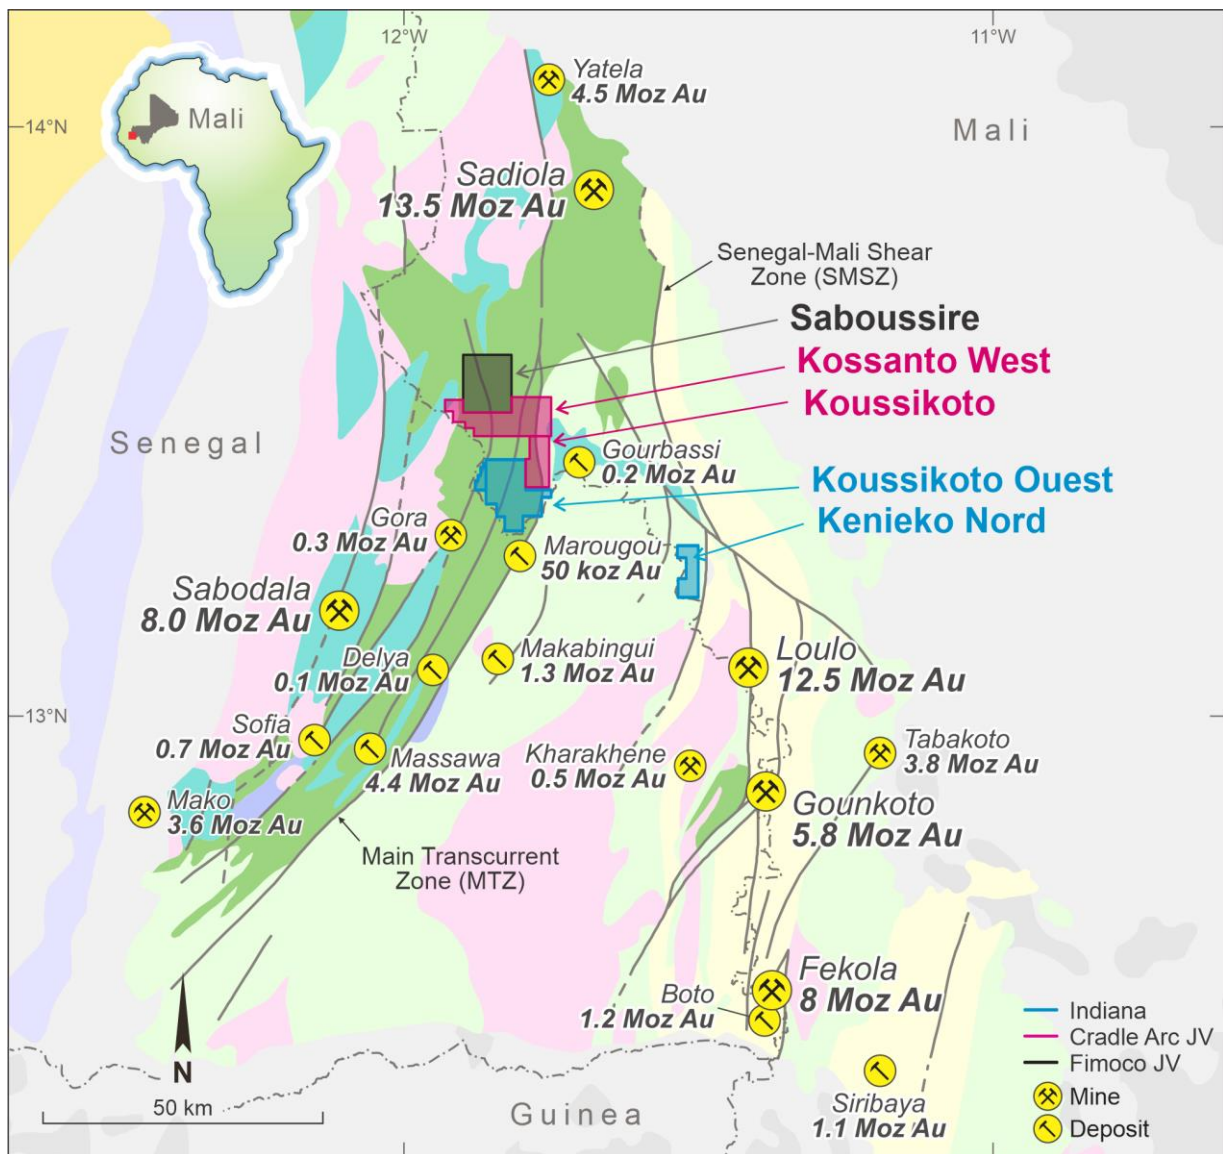 12°W
11°W
14°N
13°N
Mali
Mali
Yatela
4.5 Moz Au
Sadiola
13.5 Moz Au
Senegal-Mali Shear
Zone (SMSZ)
Saboussire
Kossanto West
Koussikoto
Senegal
Gourbassi
0.2 Moz Au
Koussikoto Ouest
Kenieko Nord
Gora
0.3 Moz Au
Marougou
50 koz Au
Sabodala
8.0 Moz Au
Delya
0.1 Moz Au
Makabingui
1.3 Moz Au
Loulo
12.5 Moz Au
Sofia
0.7 Moz Au
Massawa
4.4 Moz Au
Kharakhene
0.5 Moz Au
Tabakoto
3.8 Moz Au
Mako
3.6 Moz Au
Gounkoto
5.8 Moz Au
Main Transcurrent
Zone (MTZ)
Fekola
8 Moz Au
Boto
1.2 Moz Au
Siribaya
1.1 Moz Au
N
50 km
Guinea
Indiana
Cradle Arc JV
Fimoco JV
Mine
Deposit